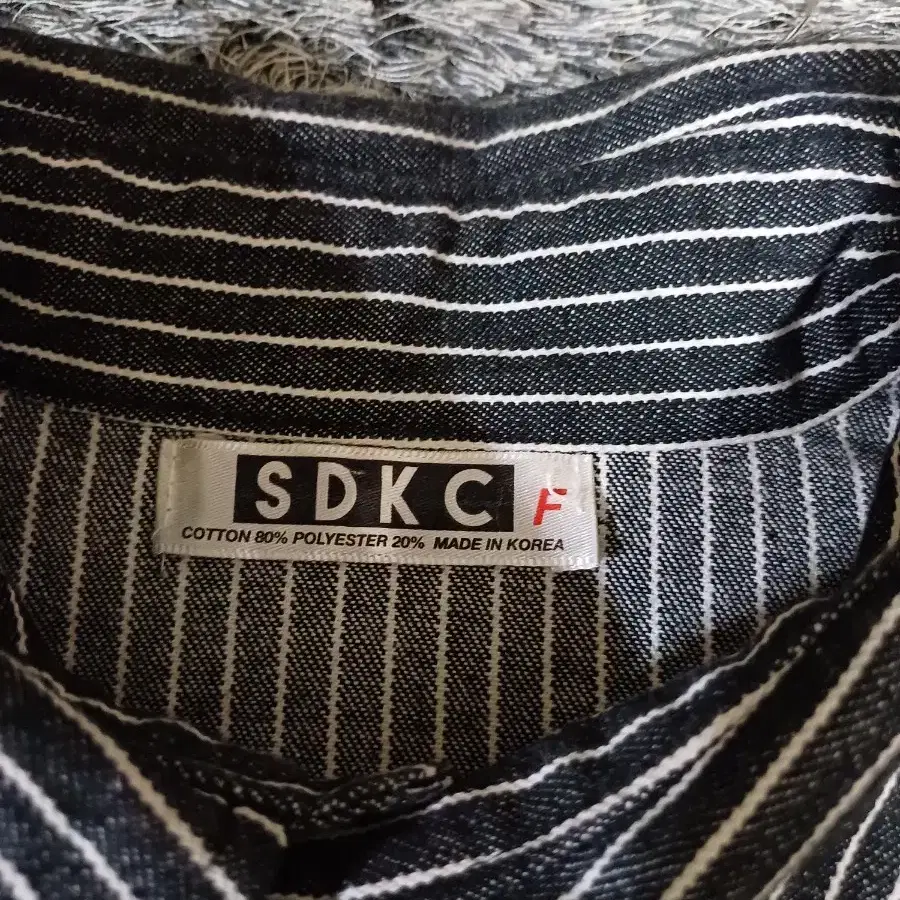 SDKC F
COTTON 80% POLYESTER 20% MADE IN KOREA